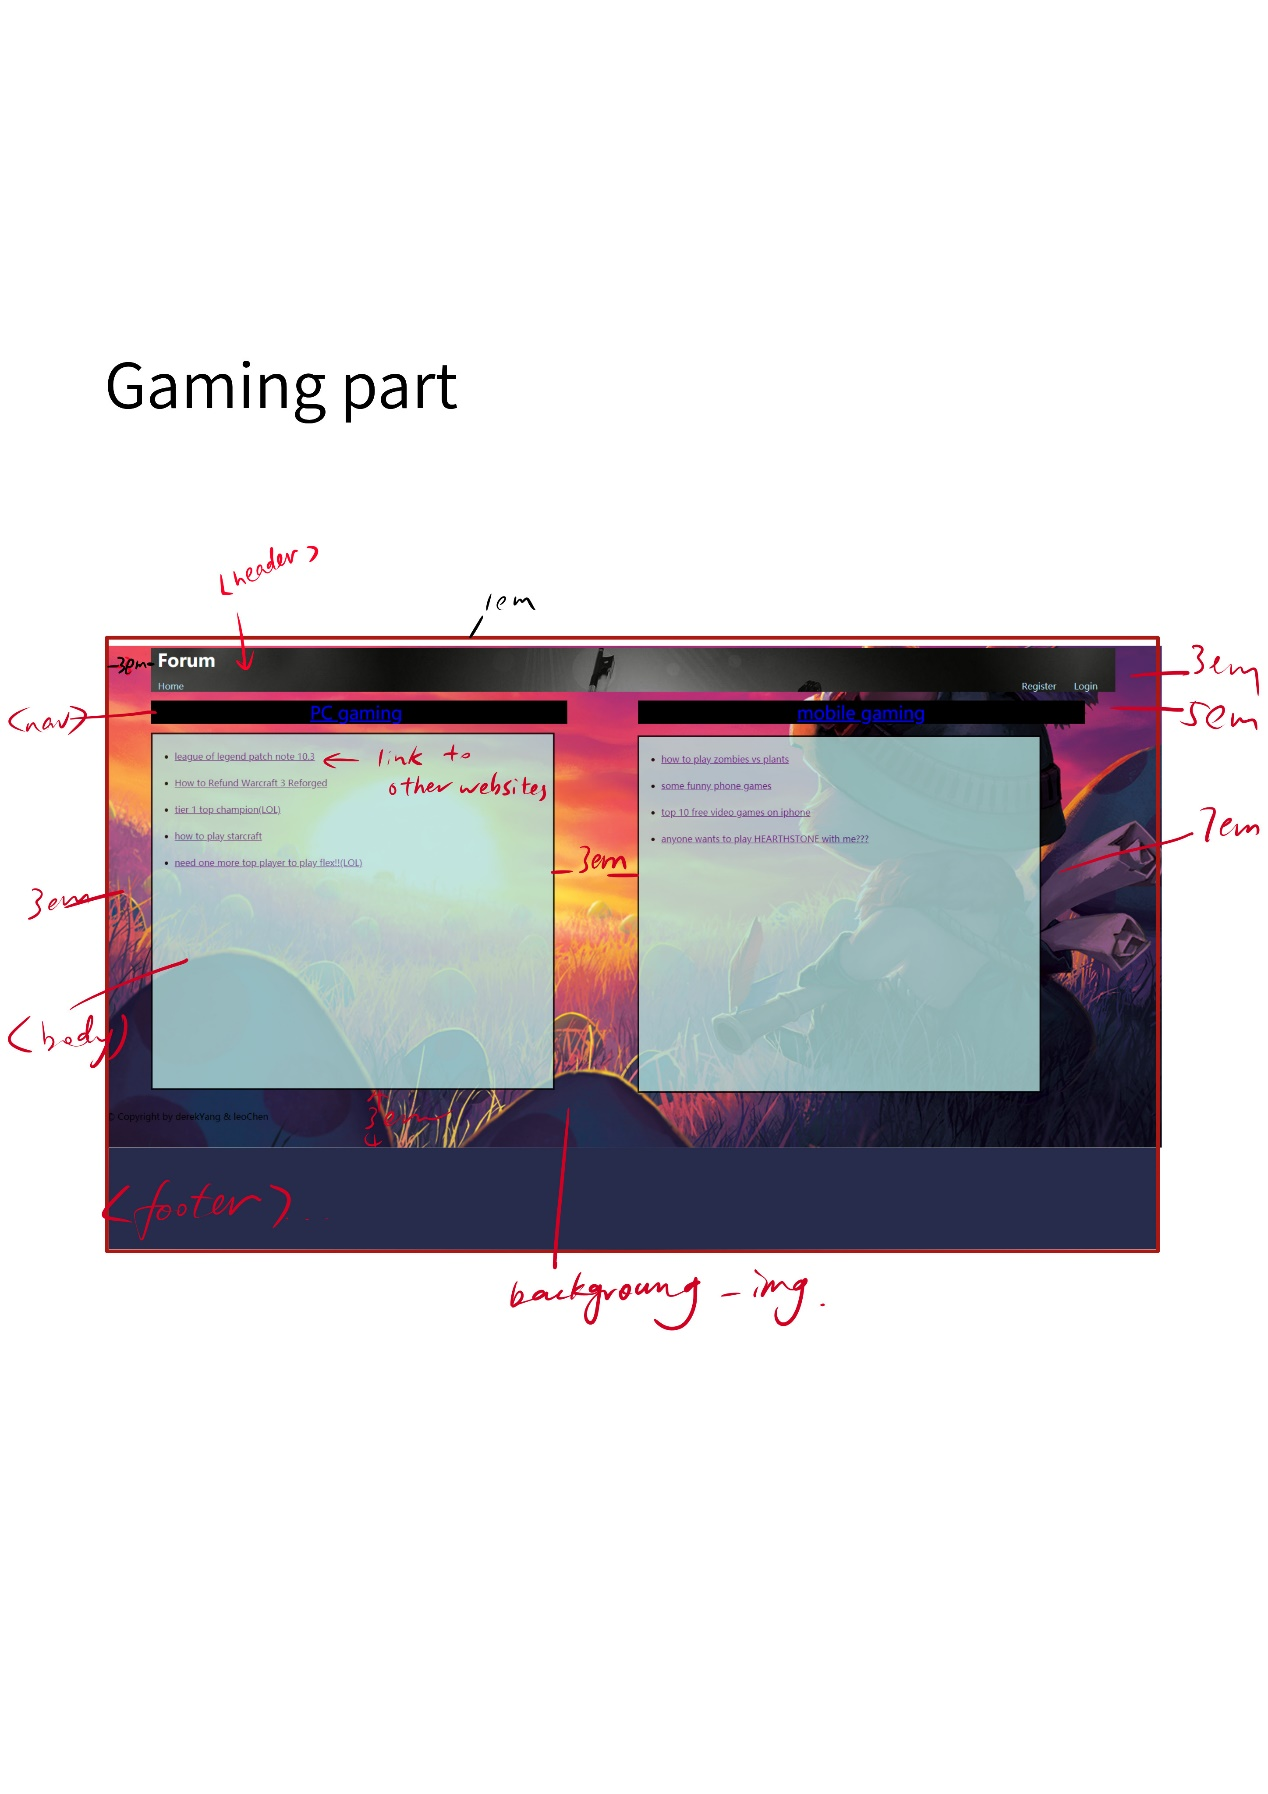 Gaming part
<header>
1em
3em
Forum
3em
Home
Register Login
<nav>
PC gaming
mobile gaming
5em
league of legend patch note 10.3
link to
other websites
How to Refund Warcraft 3 Reforged
tier 1 top champion(LOL)
how to play starcraft
need one more top player to play flex!!(LOL)
how to play zombies vs plants
some funny phone games
top 10 free video games on iphone
anyone wants to play HEARTHSTONE with me???
7em
3em
3em
<body>
© Copyright by derekYang & leoChen
3em
<footer>...
backgroung-img.